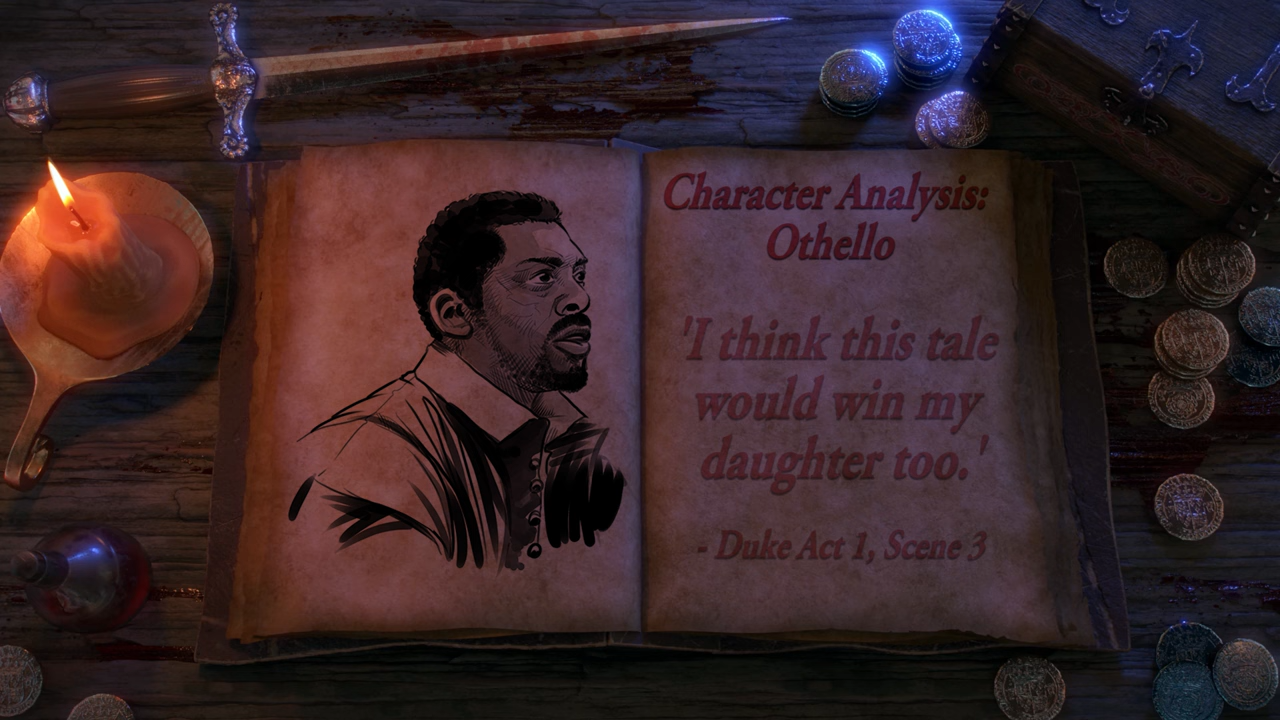 Character Analysis:
Othello
'I think this tale
would win my
daughter too.'
- Duke Act 1, Scene 3